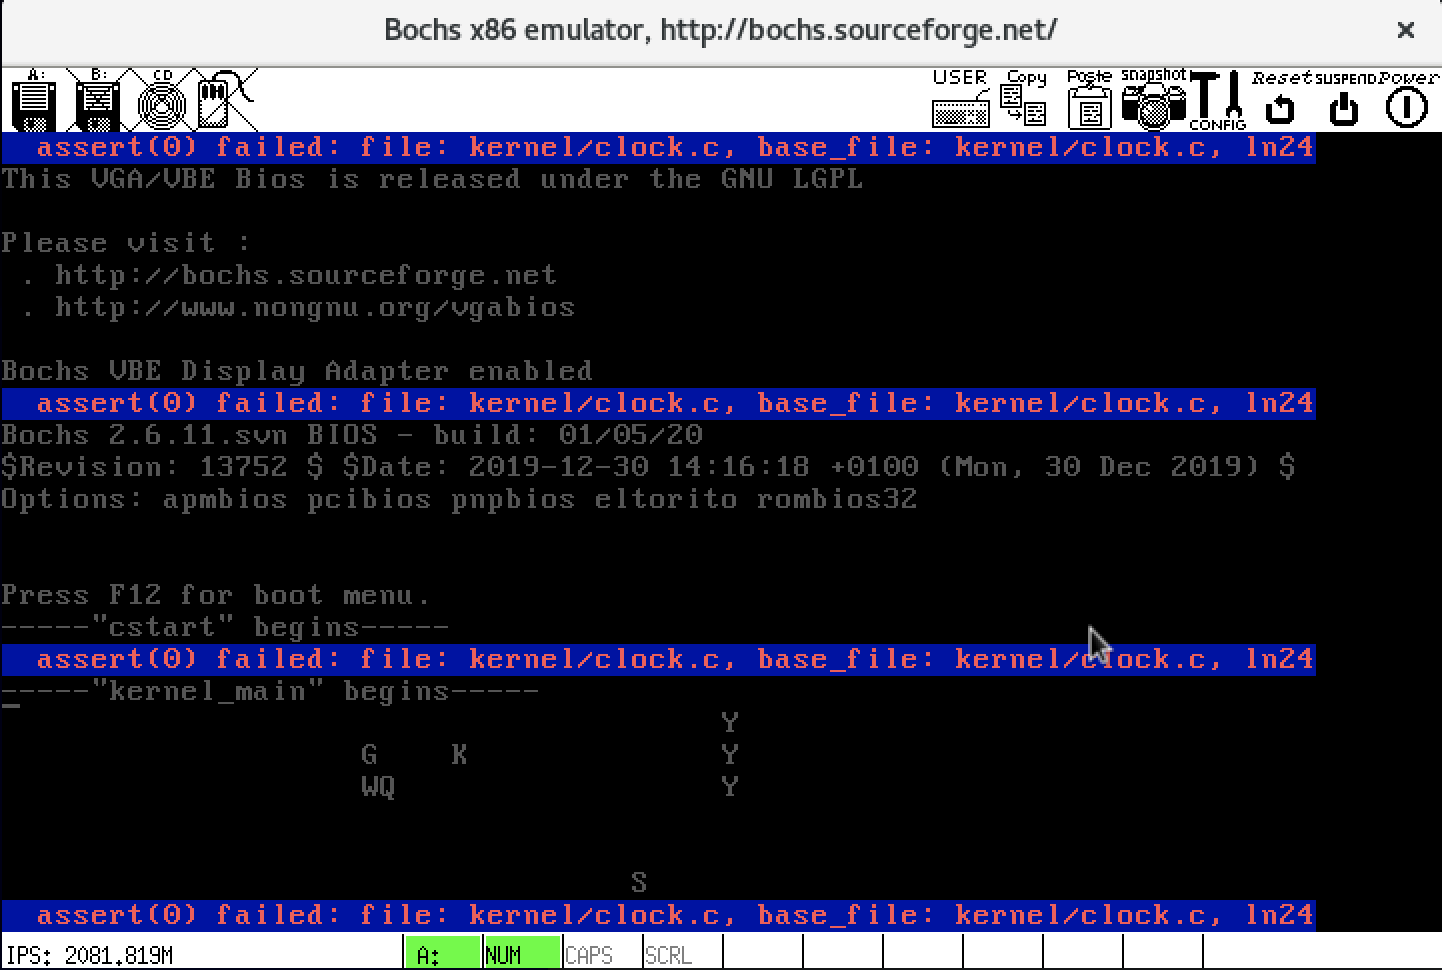 Bochs x86 emulator, http://bochs.sourceforge.net/ ×
A: B: CD USER Copy Paste snapshot CONFIG Reset SUSPEND Power
assert(0) failed: file: kernel/clock.c, base_file: kernel/clock.c, ln24
This VGA/VBE Bios is released under the GNU LGPL
Please visit :
. http://bochs.sourceforge.net
. http://www.nongnu.org/vgabios
Bochs VBE Display Adapter enabled
assert(0) failed: file: kernel/clock.c, base_file: kernel/clock.c, ln24
Bochs 2.6.11.svn BIOS - build: 01/05/20
$Revision: 13752 $ $Date: 2019-12-30 14:16:18 +0100 (Mon, 30 Dec 2019) $
Options: apmbios pcibios pnpbios eltorito rombios32
Press F12 for boot menu.
-----"cstart" begins-----
assert(0) failed: file: kernel/clock.c, base_file: kernel/clock.c, ln24
-----"kernel_main" begins-----
Y
G K Y
WQ Y
S
assert(0) failed: file: kernel/clock.c, base_file: kernel/clock.c, ln24
IPS: 2081.819M A: NUM CAPS SCRL